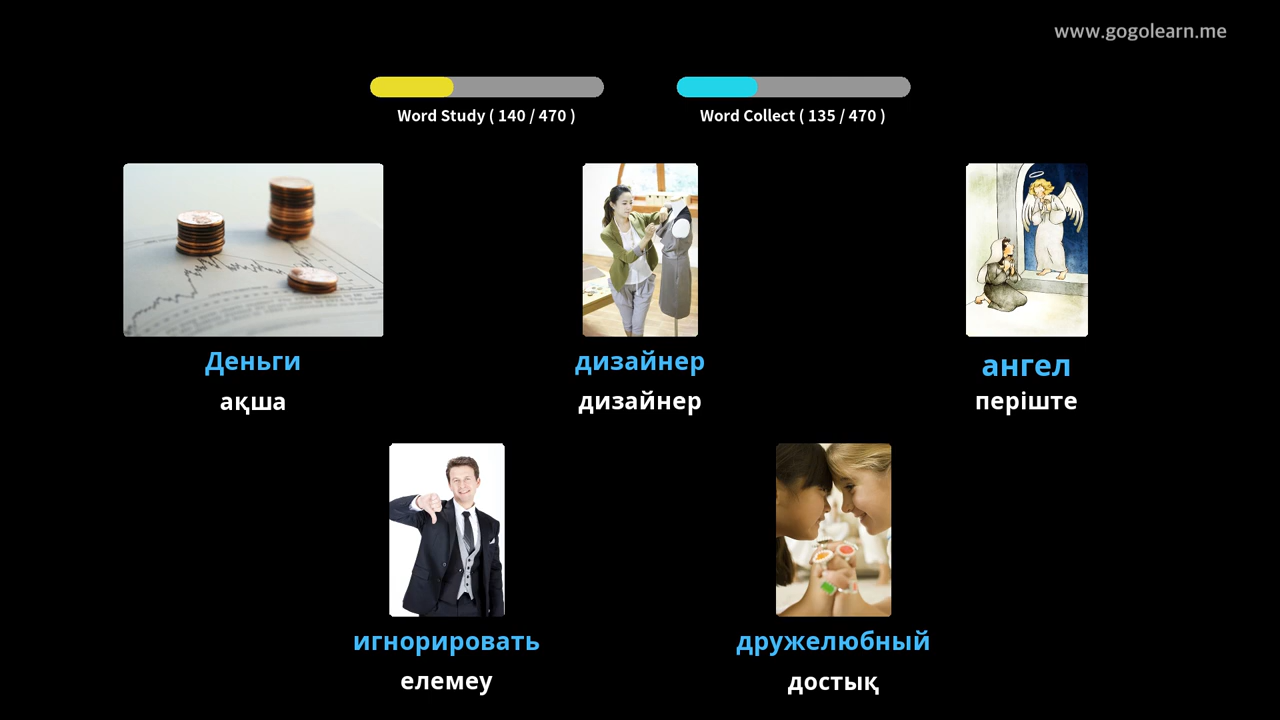 www.gogolearn.me
Word Study ( 140 / 470 )
Word Collect ( 135 / 470 )
Деньги
ақша
дизайнер
дизайнер
ангел
періште
игнорировать
елемеу
дружелюбный
достық